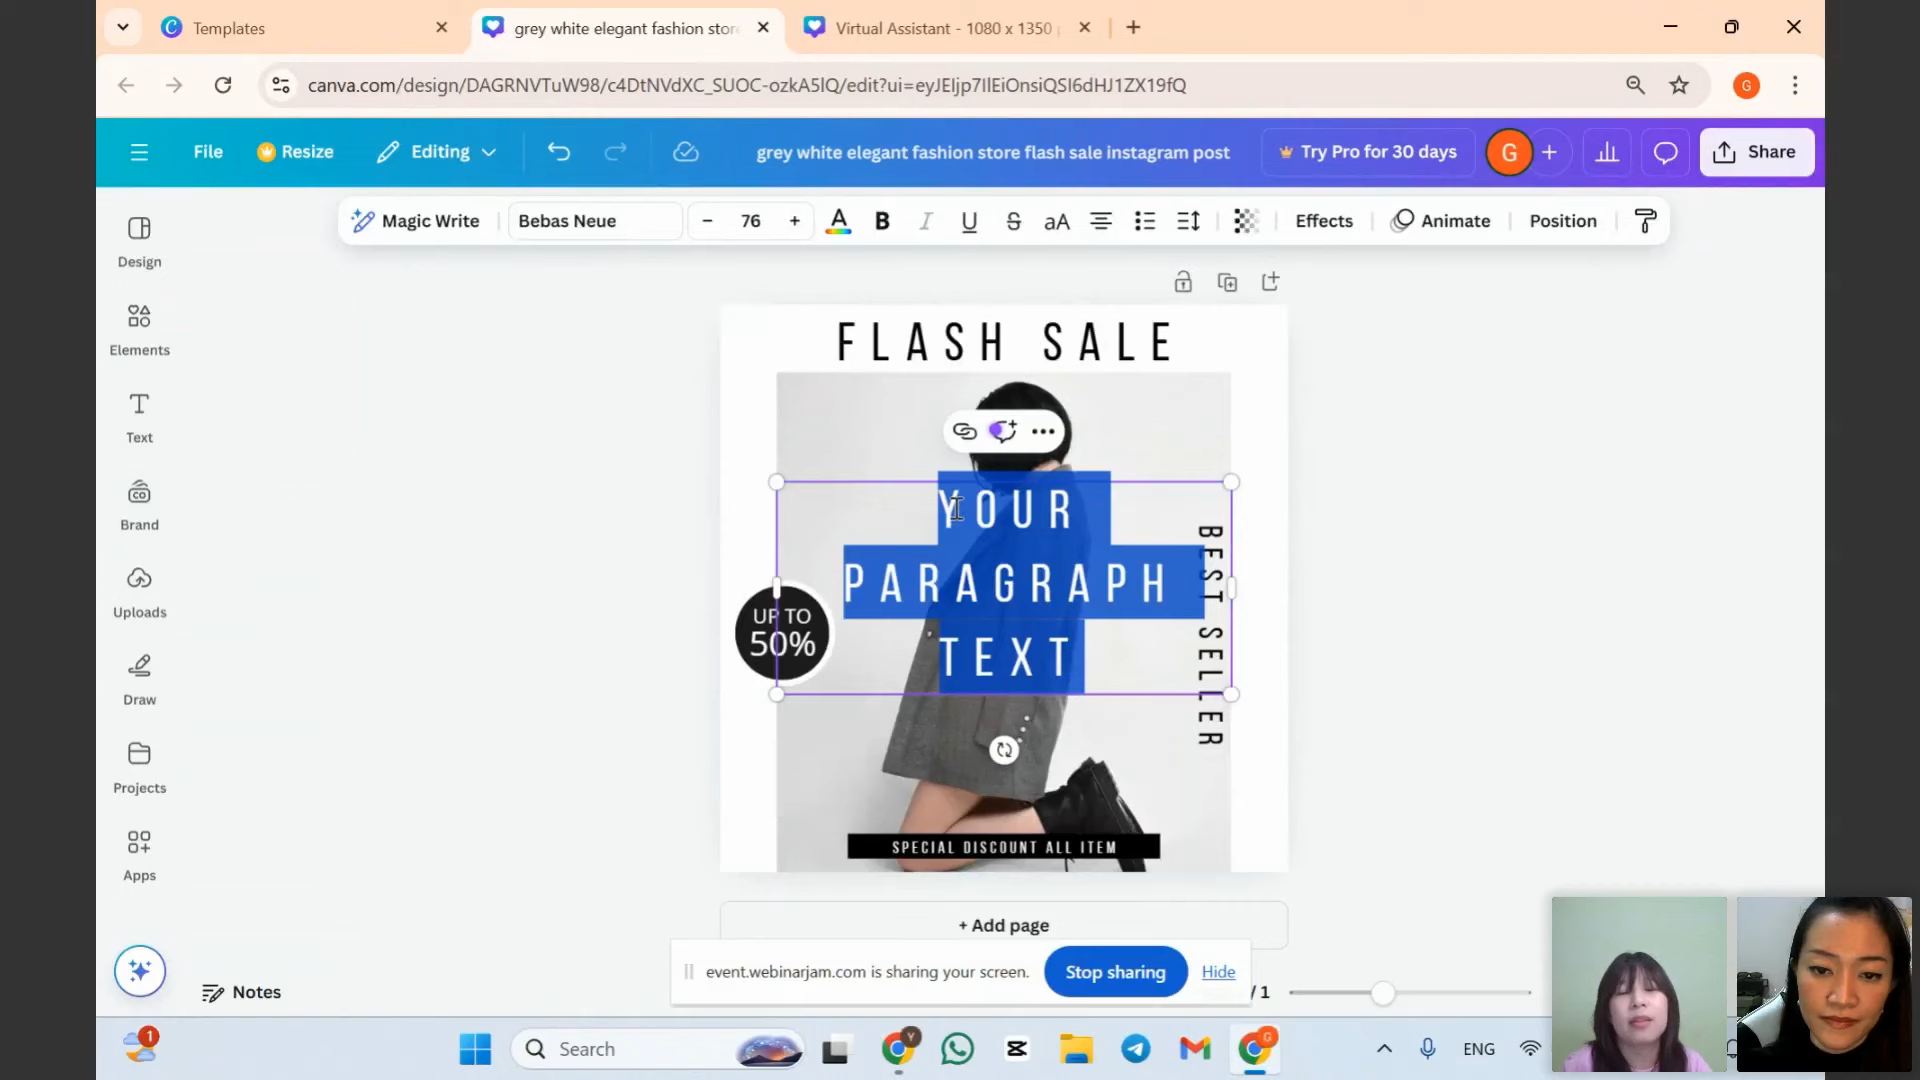 Templates
grey white elegant fashion stor
Virtual Assistant - 1080 x 1350
canva.com/design/DAGRNVTuW98/c4DtNVdXC_SUOC-ozkA5lQ/edit?ui=eyJEIjp7IlEiOnsiQSI6dHJ1ZX19fQ
G
File
Resize
Editing
grey white elegant fashion store flash sale instagram post
Try Pro for 30 days
G
Share
Magic Write
Bebas Neue
76
B
I
U
S
aA
Effects
Animate
Position
Design
Elements
Text
Brand
Uploads
Draw
Projects
Apps
FLASH SALE
YOUR
PARAGRAPH
TEXT
UP TO
50%
BEST SELLER
SPECIAL DISCOUNT ALL ITEM
+ Add page
event.webinarjam.com is sharing your screen.
Stop sharing
Hide
/ 1
Notes
1
Search
Y
G
ENG